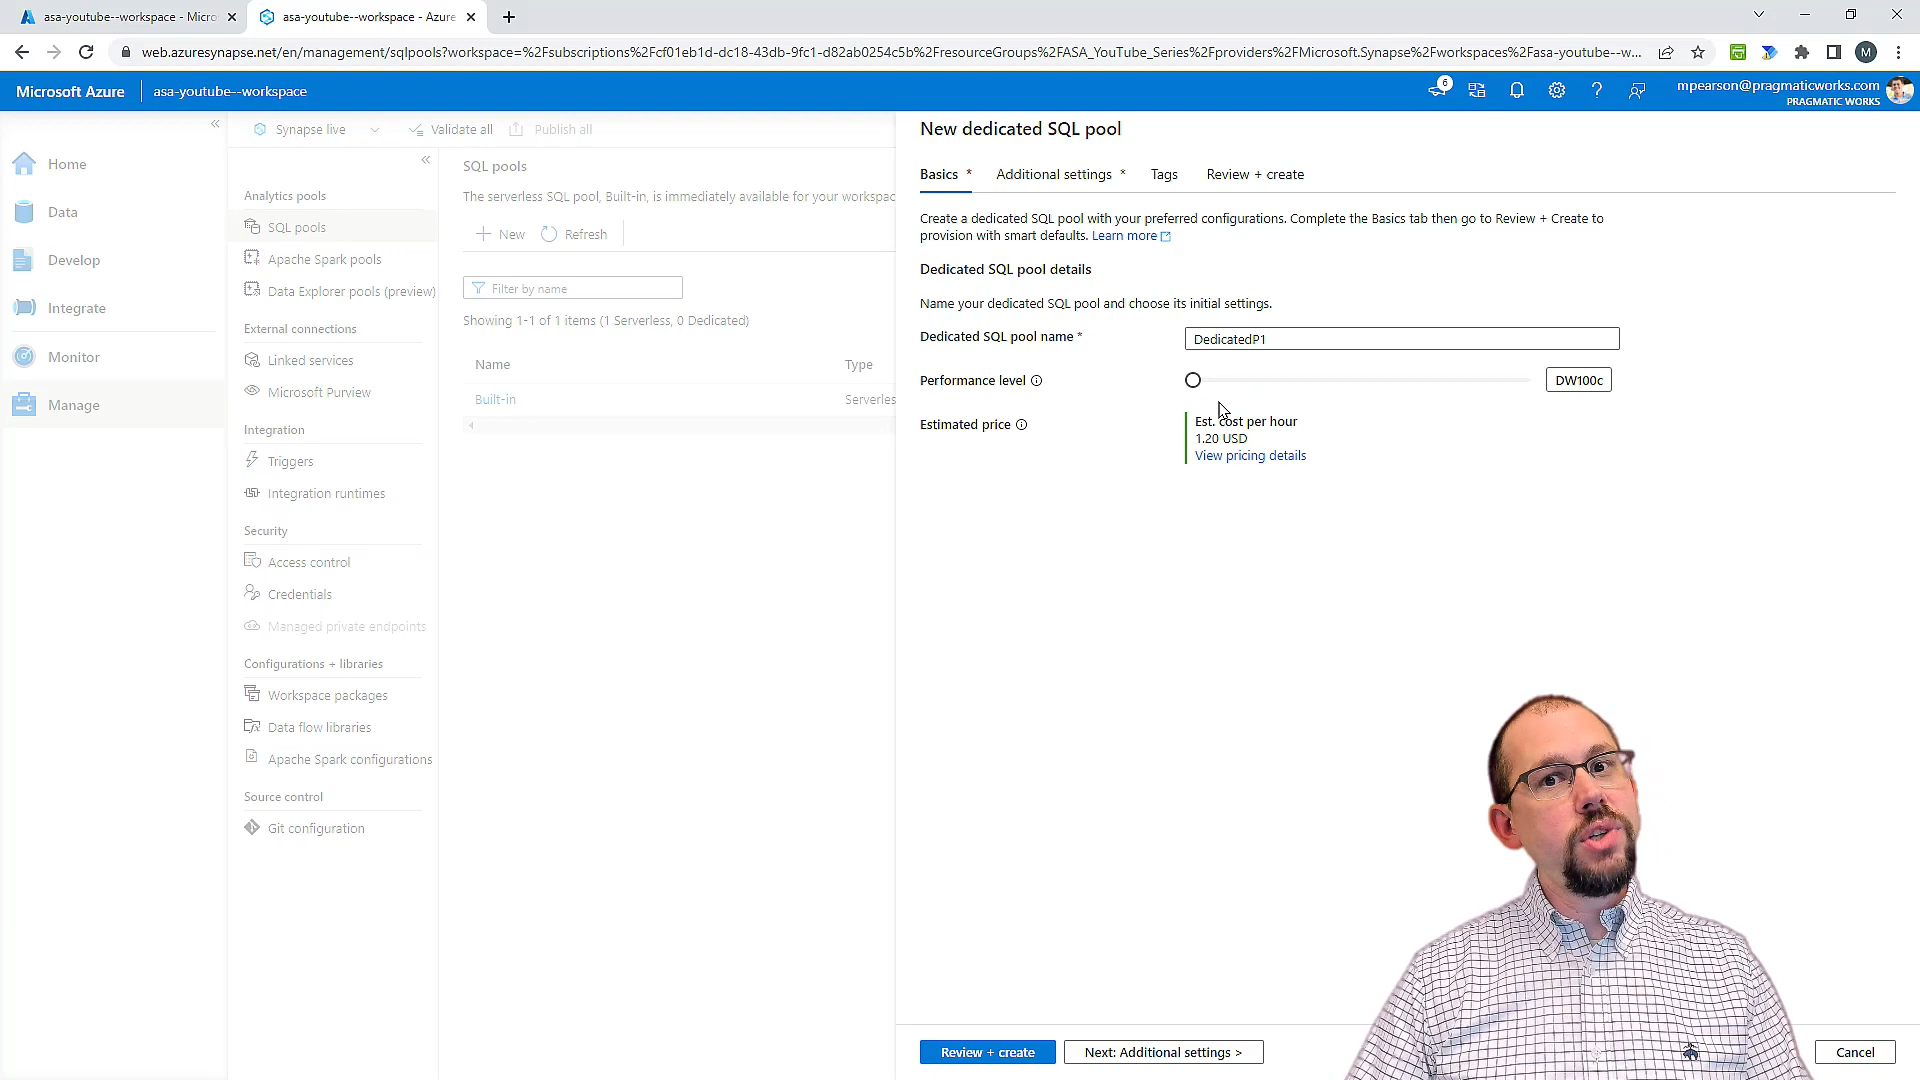 asa-youtube--workspace - Micro
asa-youtube--workspace - Azure
web.azuresynapse.net/en/management/sqlpools?workspace=%2Fsubscriptions%2Fcf01eb1d-dc18-43db-9fc1-d82ab0254c5b%2FresourceGroups%2FASA_YouTube_Series%2Fproviders%2FMicrosoft.Synapse%2Fworkspaces%2Fasa-youtube--w...
M
Microsoft Azure
asa-youtube--workspace
6
mpearson@pragmaticworks.com
PRAGMATIC WORKS
Home
Data
Develop
Integrate
Monitor
Manage
Synapse live
Validate all
Publish all
Analytics pools
SQL pools
Apache Spark pools
Data Explorer pools (preview)
External connections
Linked services
Microsoft Purview
Integration
Triggers
Integration runtimes
Security
Access control
Credentials
Managed private endpoints
Configurations + libraries
Workspace packages
Data flow libraries
Apache Spark configurations
Source control
Git configuration
SQL pools
The serverless SQL pool, Built-in, is immediately available for your workspac
New
Refresh
Filter by name
Showing 1-1 of 1 items (1 Serverless, 0 Dedicated)
Name
Type
Built-in
Serverless
New dedicated SQL pool
Basics *
Additional settings *
Tags
Review + create
Create a dedicated SQL pool with your preferred configurations. Complete the Basics tab then go to Review + Create to
provision with smart defaults. Learn more
Dedicated SQL pool details
Name your dedicated SQL pool and choose its initial settings.
Dedicated SQL pool name *
DedicatedP1
Performance level
DW100c
Estimated price
Est. cost per hour
1.20 USD
View pricing details
Review + create
Next: Additional settings >
Cancel